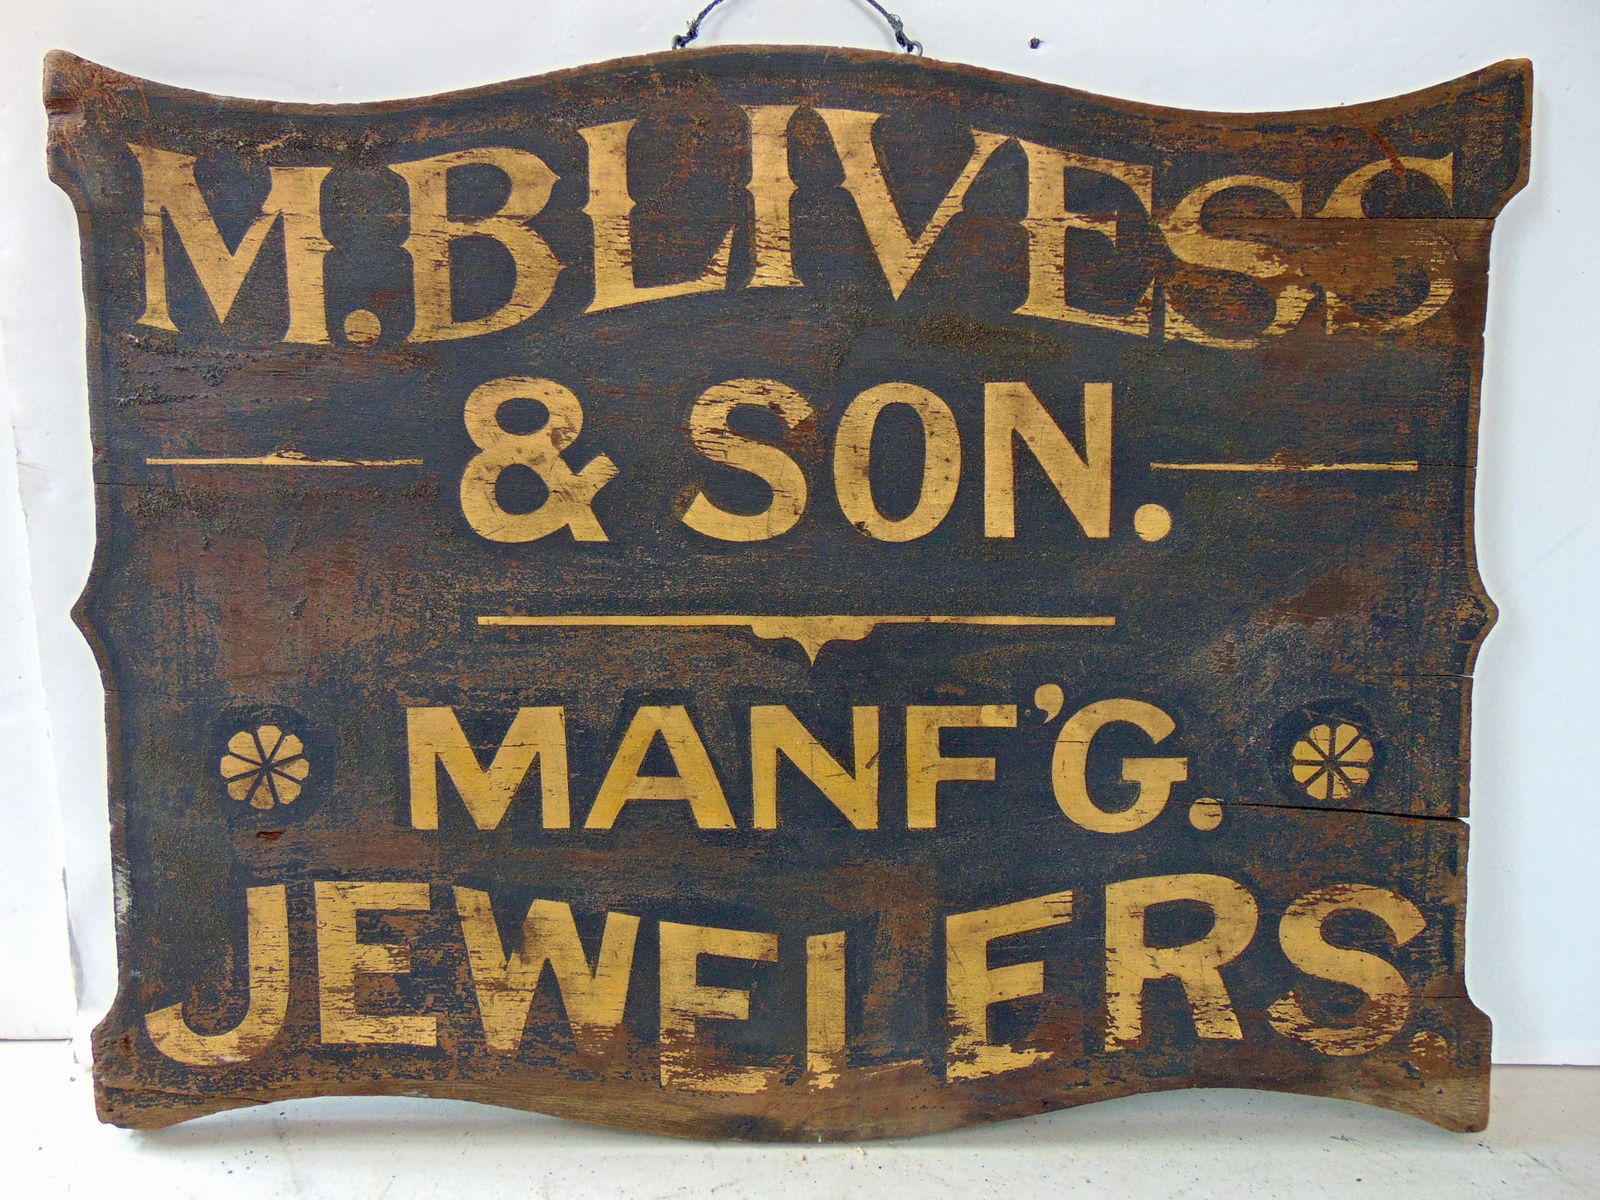 M. BLIVESS
& SON.
MANF'G.
JEWELERS.